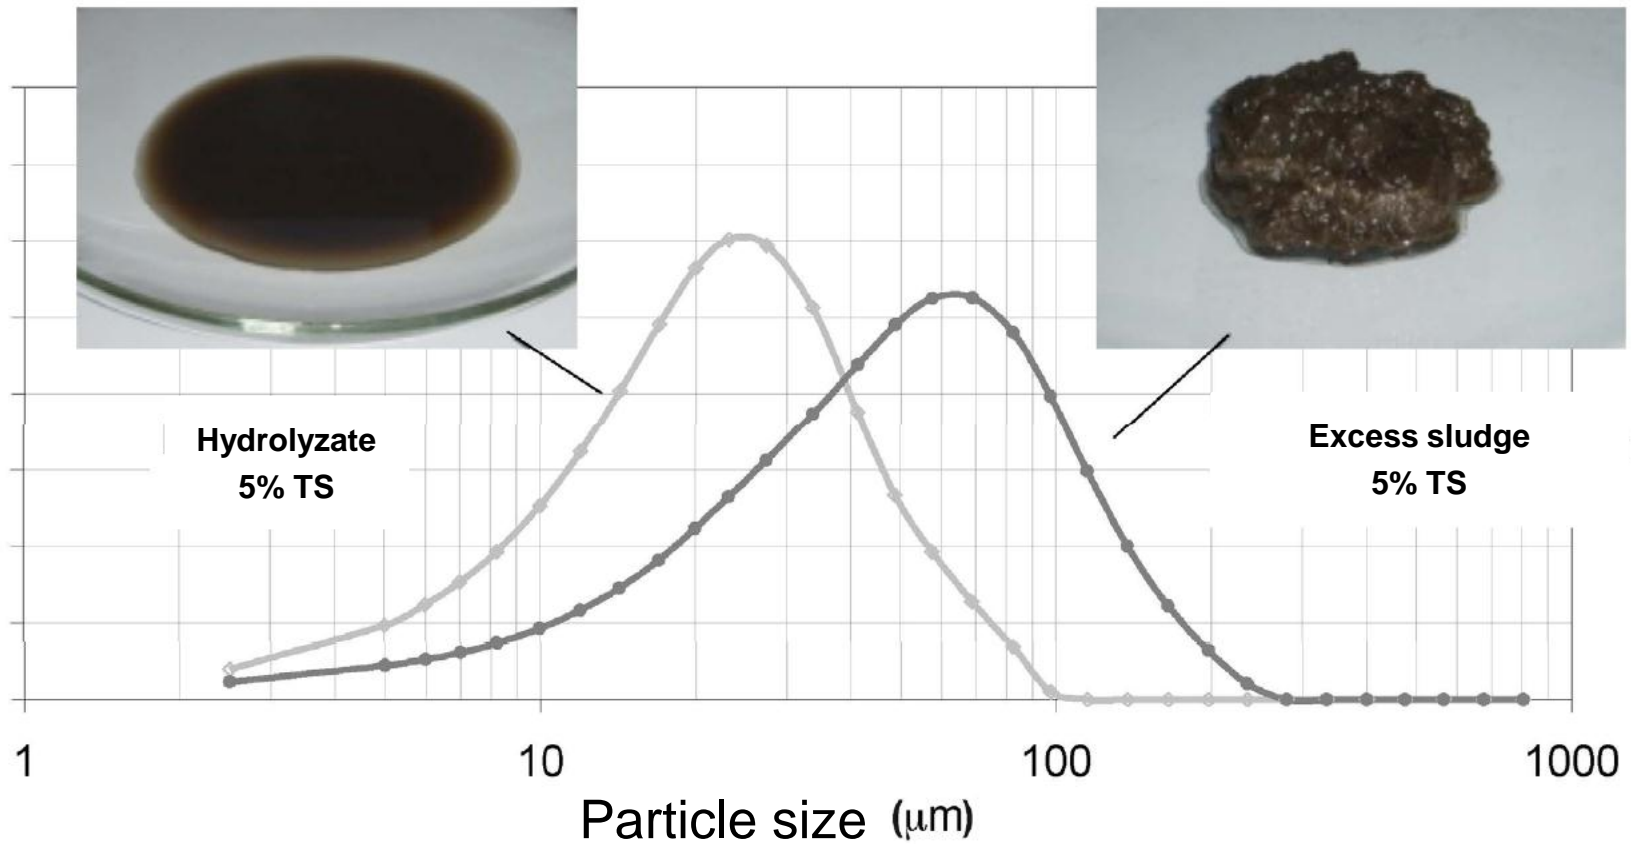 Hydrolyzate
5% TS
Excess sludge
5% TS
1 10 100 1000
Particle size (μm)